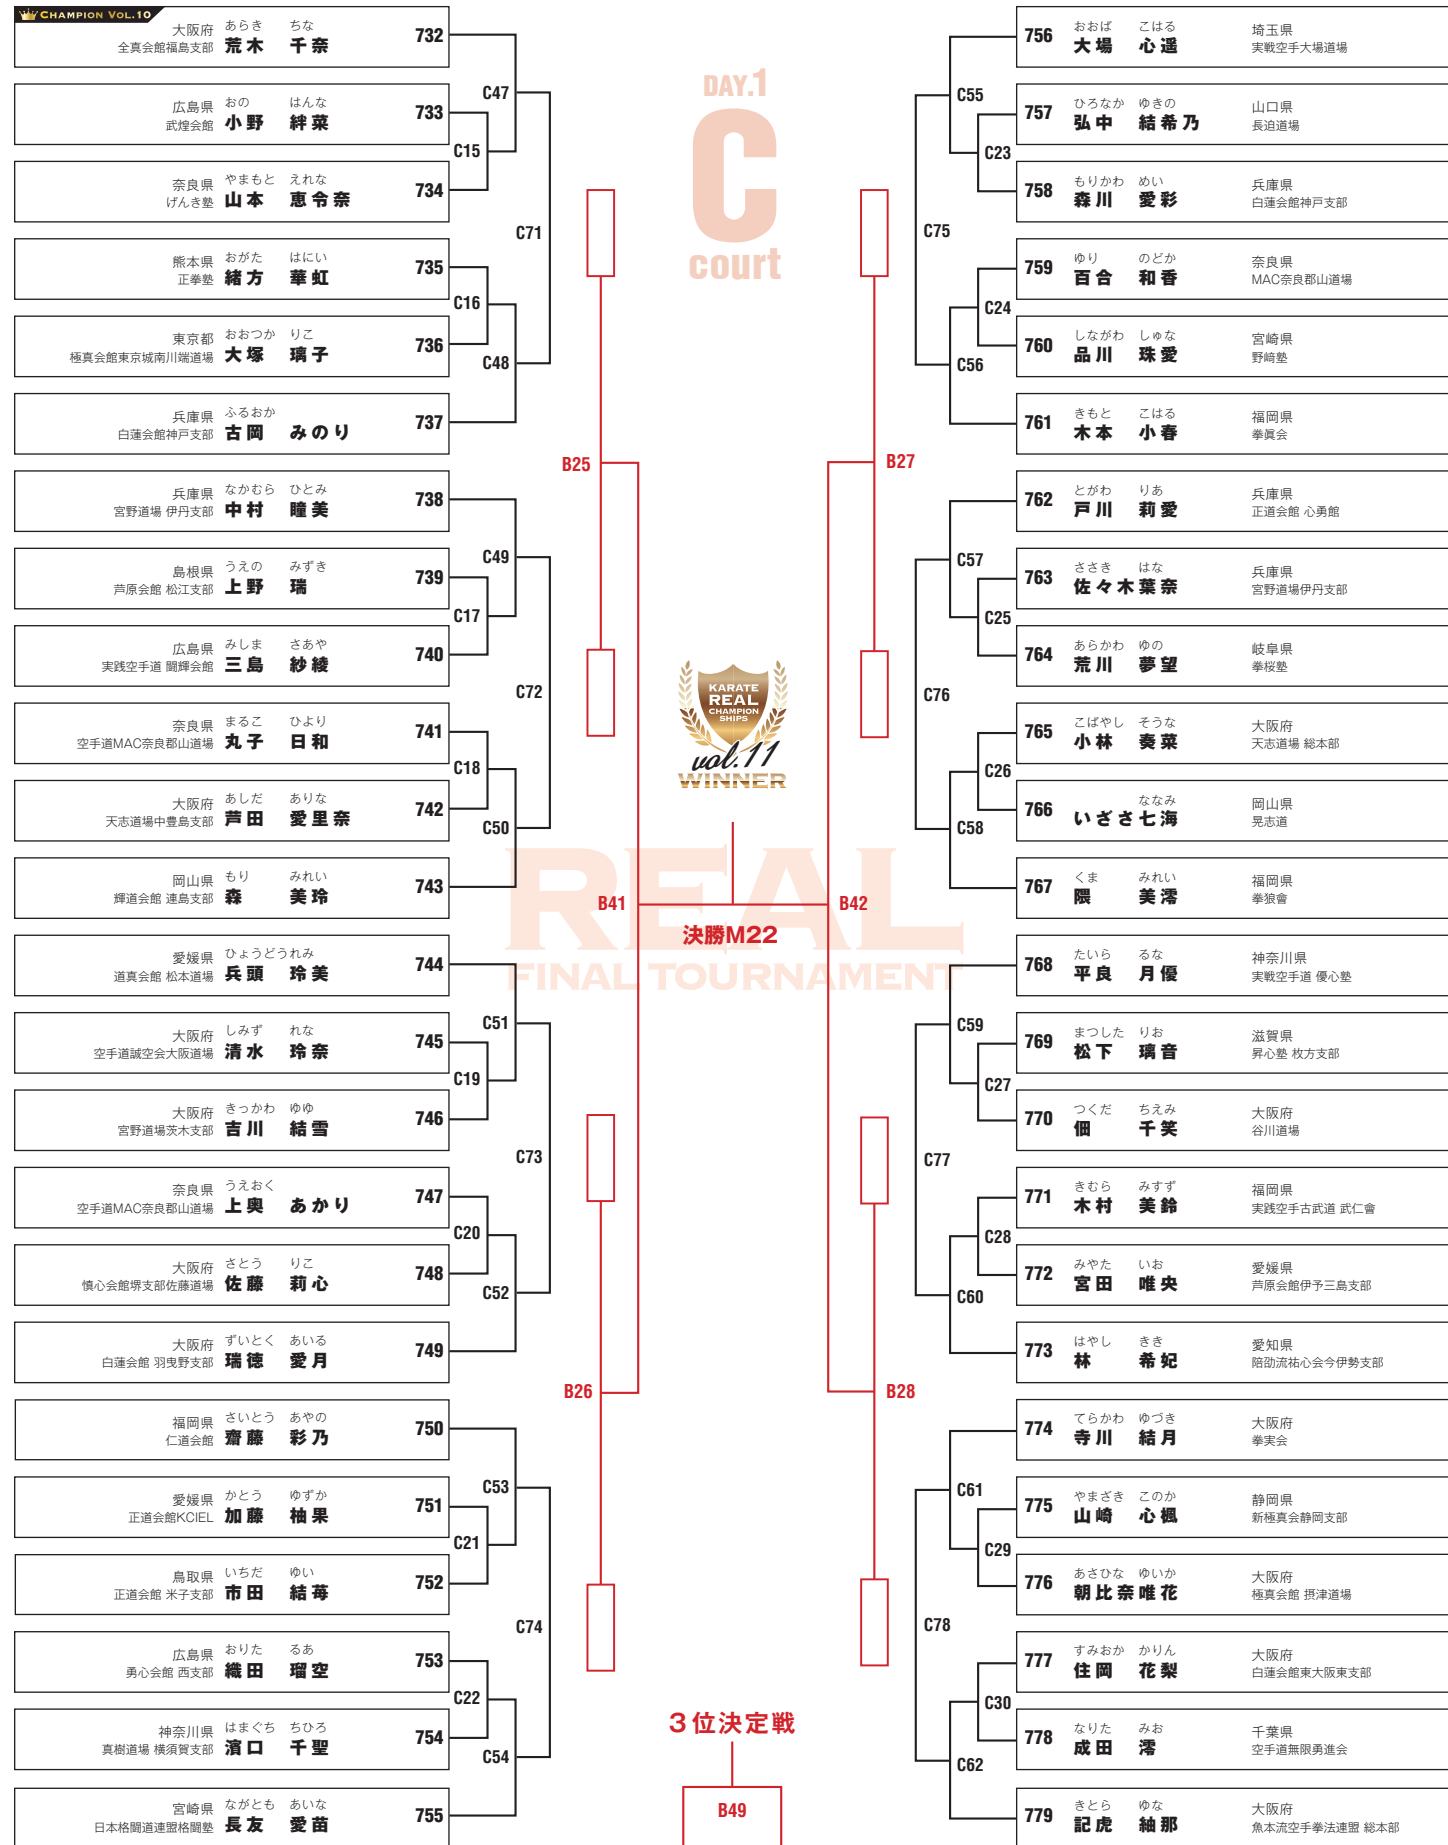 CHAMPION VOL.10
大阪府 あらき ちな
全真会館福島支部 荒木 千奈 732
広島県 おの はんな
武煌会館 小野 絆菜 733
奈良県 やまもと えれな
げんき塾 山本 恵令奈 734
熊本県 おがた はにい
正拳塾 緒方 華虹 735
東京都 おおつか りこ
極真会館東京城南川端道場 大塚 璃子 736
兵庫県 ふるおか
白蓮会館神戸支部 古岡 みのり 737
兵庫県 なかむら ひとみ
宮野道場 伊丹支部 中村 瞳美 738
島根県 うえの みずき
芦原会館 松江支部 上野 瑞 739
広島県 みしま さあや
実践空手道 闘輝会館 三島 紗綾 740
奈良県 まるこ ひより
空手道MAC奈良郡山道場 丸子 日和 741
大阪府 あしだ ありな
天志道場中豊島支部 芦田 愛里奈 742
岡山県 もり みれい
輝道会館 連島支部 森 美玲 743
愛媛県 ひょうどう れみ
道真会館 松本道場 兵頭 玲美 744
大阪府 しみず れな
空手道誠空会大阪道場 清水 玲奈 745
大阪府 きっかわ ゆゆ
宮野道場茨木支部 吉川 結雪 746
奈良県 うえおく
空手道MAC奈良郡山道場 上奥 あかり 747
大阪府 さとう りこ
慎心会館堺支部佐藤道場 佐藤 莉心 748
大阪府 ずいとく あいる
白蓮会館 羽曳野支部 瑞徳 愛月 749
福岡県 さいとう あやの
仁道会館 齋藤 彩乃 750
愛媛県 かとう ゆずか
正道会館KCIEL 加藤 柚果 751
鳥取県 いちだ ゆい
正道会館 米子支部 市田 結苺 752
広島県 おりた るあ
勇心会館 西支部 織田 瑠空 753
神奈川県 はまぐち ちひろ
真樹道場 横須賀支部 濱口 千聖 754
宮崎県 ながとも あいな
日本格闘道連盟格闘塾 長友 愛苗 755
C47
C15
C71
C16
C48
C49
C17
C72
C18
C50
C51
C19
C73
C20
C52
C53
C21
C74
C22
C54
B25
B41
B26
DAY.1
C
court
KARATE
REAL
CHAMPION
SHIPS
vol.11
WINNER
REAL
FINAL TOURNAMENT
決勝M22
3位決定戦
B49
B27
B42
B28
C55
C23
C75
C24
C56
C57
C25
C76
C26
C58
C59
C27
C77
C28
C60
C61
C29
C78
C30
C62
おおば こはる 埼玉県
756 大場 心遥 実戦空手大場道場
ひろなか ゆきの 山口県
757 弘中 結希乃 長迫道場
もりかわ めい 兵庫県
758 森川 愛彩 白蓮会館神戸支部
ゆり のどか 奈良県
759 百合 和香 MAC奈良郡山道場
しながわ しゅな 宮崎県
760 品川 珠愛 野﨑塾
きもと こはる 福岡県
761 木本 小春 拳眞会
とがわ りあ 兵庫県
762 戸川 莉愛 正道会館 心勇館
ささき はな 兵庫県
763 佐々木 葉奈 宮野道場伊丹支部
あらかわ ゆの 岐阜県
764 荒川 夢望 拳桜塾
こばやし そうな 大阪府
765 小林 奏菜 天志道場 総本部
ななみ 岡山県
766 いざさ 七海 晃志道
くま みれい 福岡県
767 隈 美澪 拳狼會
たいら るな 神奈川県
768 平良 月優 実戦空手道 優心塾
まつした りお 滋賀県
769 松下 璃音 昇心塾 枚方支部
つくだ ちえみ 大阪府
770 佃 千笑 谷川道場
きむら みすず 福岡県
771 木村 美鈴 実践空手古武道 武仁會
みやた いお 愛媛県
772 宮田 唯央 芦原会館伊予三島支部
はやし きき 愛知県
773 林 希妃 陪劭流祐心会今伊勢支部
てらかわ ゆづき 大阪府
774 寺川 結月 拳実会
やまざき このか 静岡県
775 山崎 心楓 新極真会静岡支部
あさひな ゆいか 大阪府
776 朝比奈 唯花 極真会館 摂津道場
すみおか かりん 大阪府
777 住岡 花梨 白蓮会館東大阪東支部
なりた みお 千葉県
778 成田 澪 空手道無限勇進会
きとら ゆな 大阪府
779 記虎 紬那 魚本流空手拳法連盟 総本部